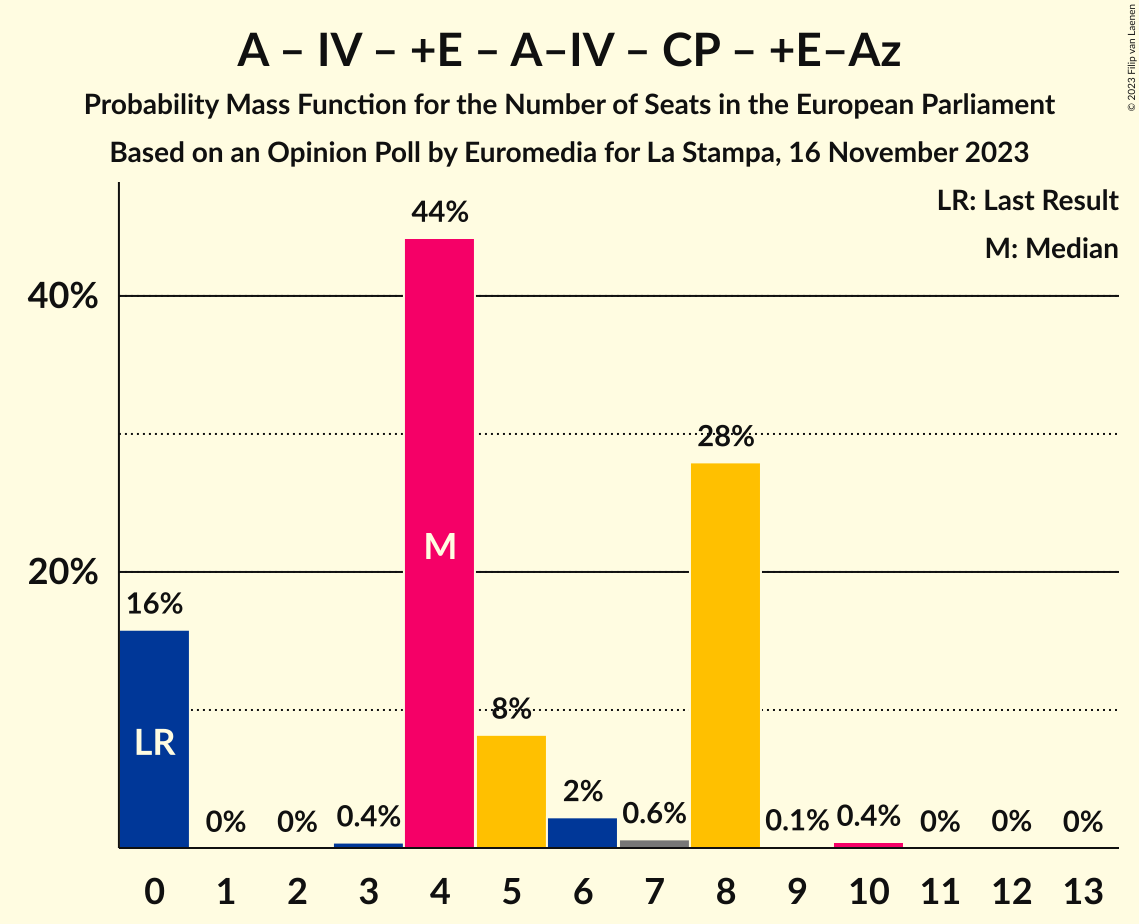 A – IV – +E – A–IV – CP – +E–Az
Probability Mass Function for the Number of Seats in the European Parliament
Based on an Opinion Poll by Euromedia for La Stampa, 16 November 2023
© 2023 Filip van Laenen
LR: Last Result
M: Median
44%
40%
28%
M
20%
16%
8%
LR
2%
0% 0% 0.4% 0.6% 0.1% 0.4% 0% 0% 0%
0 1 2 3 4 5 6 7 8 9 10 11 12 13